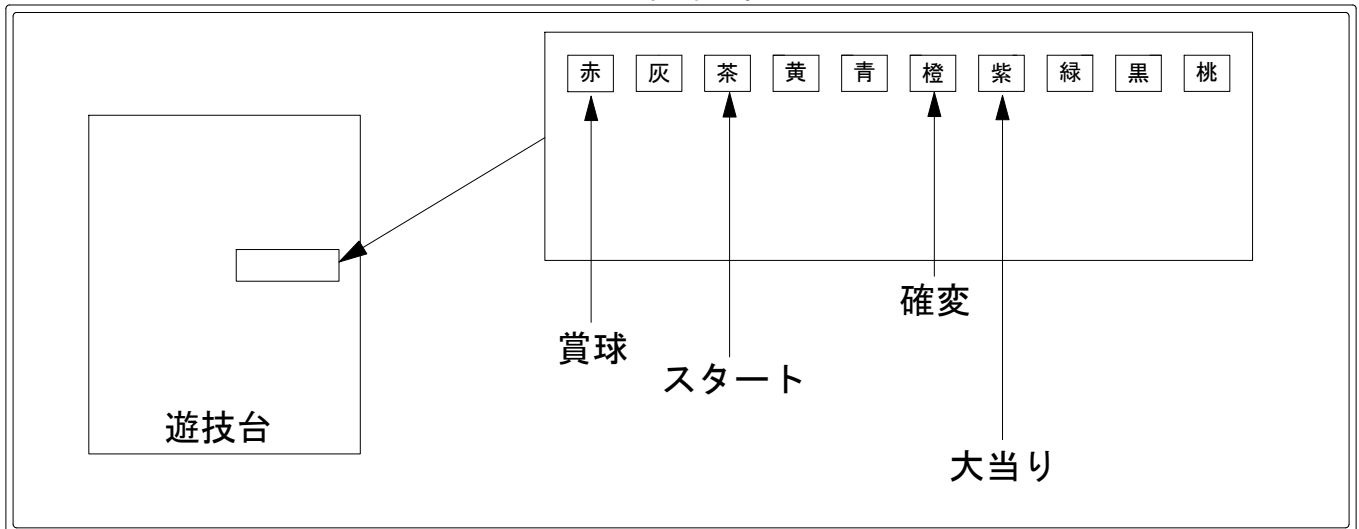 赤 灰 茶 黄 青 橙 紫 緑 黒 桃
確変
賞球
スタート
遊技台
大当り